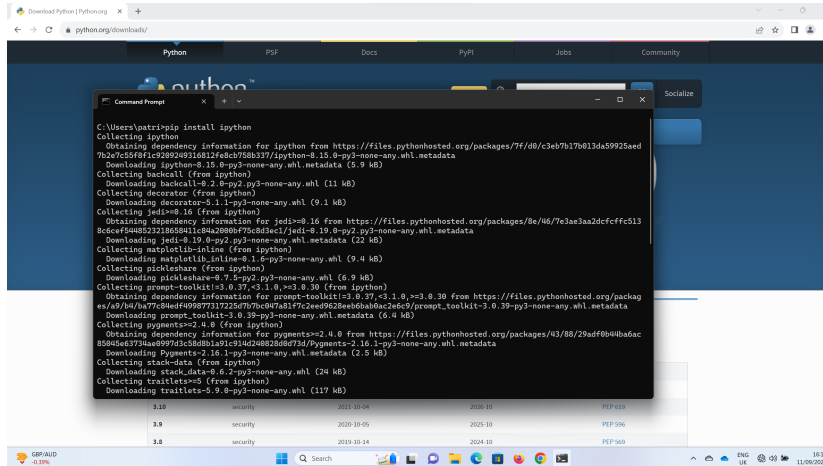 Download Python | Python.org
python.org/downloads/
Python PSF Docs PyPI Jobs Community
python™
Socialize
Command Prompt
C:\Users\patri>pip install ipython
Collecting ipython
Obtaining dependency information for ipython from https://files.pythonhosted.org/packages/7f/d0/c3eb7b17b013da59925aed
7b2e7c55f8f1c9209249316812fe8cb758b337/ipython-8.15.0-py3-none-any.whl.metadata
Downloading ipython-8.15.0-py3-none-any.whl.metadata (5.9 kB)
Collecting backcall (from ipython)
Downloading backcall-0.2.0-py2.py3-none-any.whl (11 kB)
Collecting decorator (from ipython)
Downloading decorator-5.1.1-py3-none-any.whl (9.1 kB)
Collecting jedi>=0.16 (from ipython)
Obtaining dependency information for jedi>=0.16 from https://files.pythonhosted.org/packages/8e/46/7e3ae3aa2dcfcffc513
8c6cef5448523218658411c84a2000bf75c8d3ec1/jedi-0.19.0-py2.py3-none-any.whl.metadata
Downloading jedi-0.19.0-py2.py3-none-any.whl.metadata (22 kB)
Collecting matplotlib-inline (from ipython)
Downloading matplotlib_inline-0.1.6-py3-none-any.whl (9.4 kB)
Collecting pickleshare (from ipython)
Downloading pickleshare-0.7.5-py2.py3-none-any.whl (6.9 kB)
Collecting prompt-toolkit!=3.0.37,<3.1.0,>=3.0.30 (from ipython)
Obtaining dependency information for prompt-toolkit!=3.0.37,<3.1.0,>=3.0.30 from https://files.pythonhosted.org/packag
es/a9/b4/ba77c84edf499877317225d7b7bc047a81f7c2eed9628eeb6bab0ac2e6c9/prompt_toolkit-3.0.39-py3-none-any.whl.metadata
Downloading prompt_toolkit-3.0.39-py3-none-any.whl.metadata (6.4 kB)
Collecting pygments>=2.4.0 (from ipython)
Obtaining dependency information for pygments>=2.4.0 from https://files.pythonhosted.org/packages/43/88/29adf0b44ba6ac
85045e63734ae0997d3c58d8b1a91c914d240828d0d73d/Pygments-2.16.1-py3-none-any.whl.metadata
Downloading Pygments-2.16.1-py3-none-any.whl.metadata (2.5 kB)
Collecting stack-data (from ipython)
Downloading stack_data-0.6.2-py3-none-any.whl (24 kB)
Collecting traitlets>=5 (from ipython)
Downloading traitlets-5.9.0-py3-none-any.whl (117 kB)
3.10 security 2021-10-04 2026-10 PEP 619
3.9 security 2020-10-05 2025-10 PEP 596
3.8 security 2019-10-14 2024-10 PEP 569
GBP/AUD
-0.39%
Search
ENG
UK
11/09/202